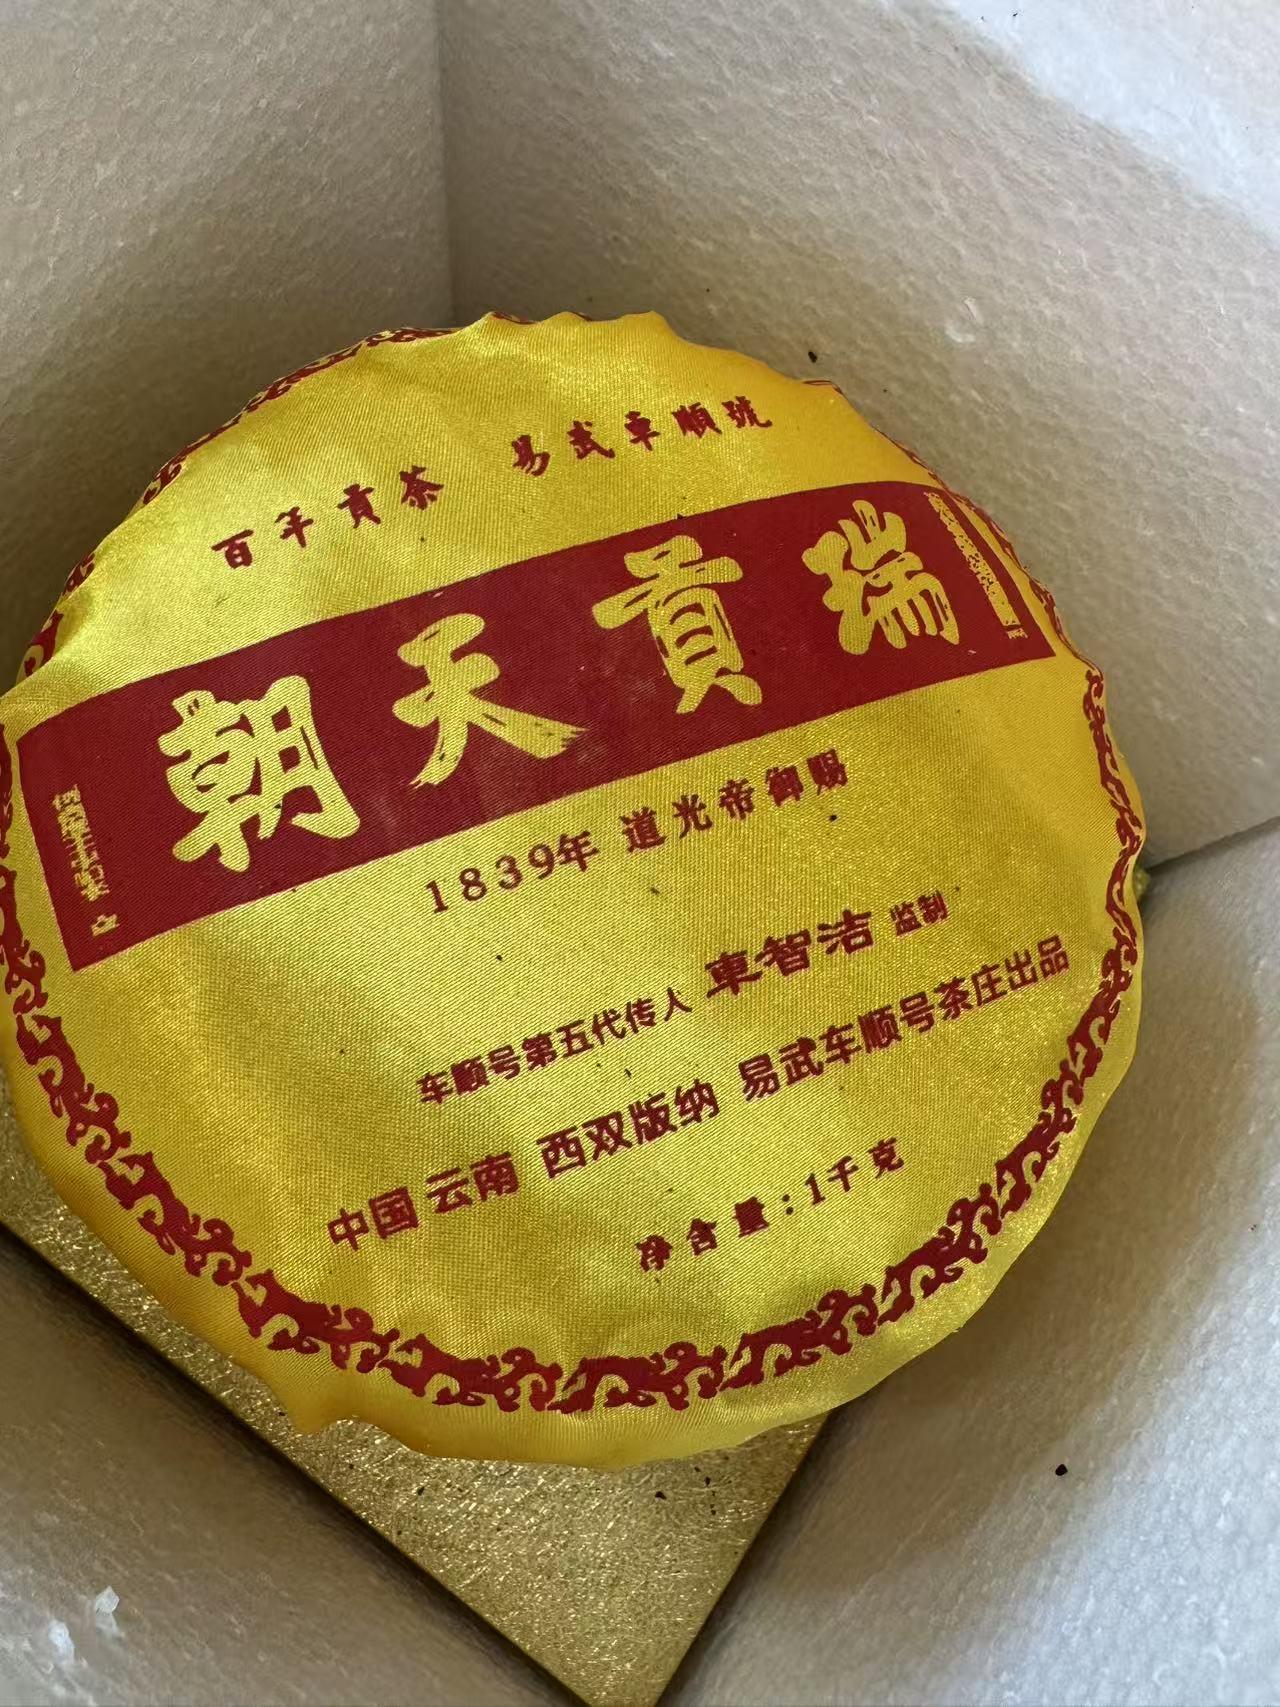 百年貢茶 易武車順號
朝天貢瑞
1839年 道光帝御赐
车顺号第五代传人 車智洁 监制
中国 云南 西双版纳 易武车顺号茶庄出品
净含量:1千克